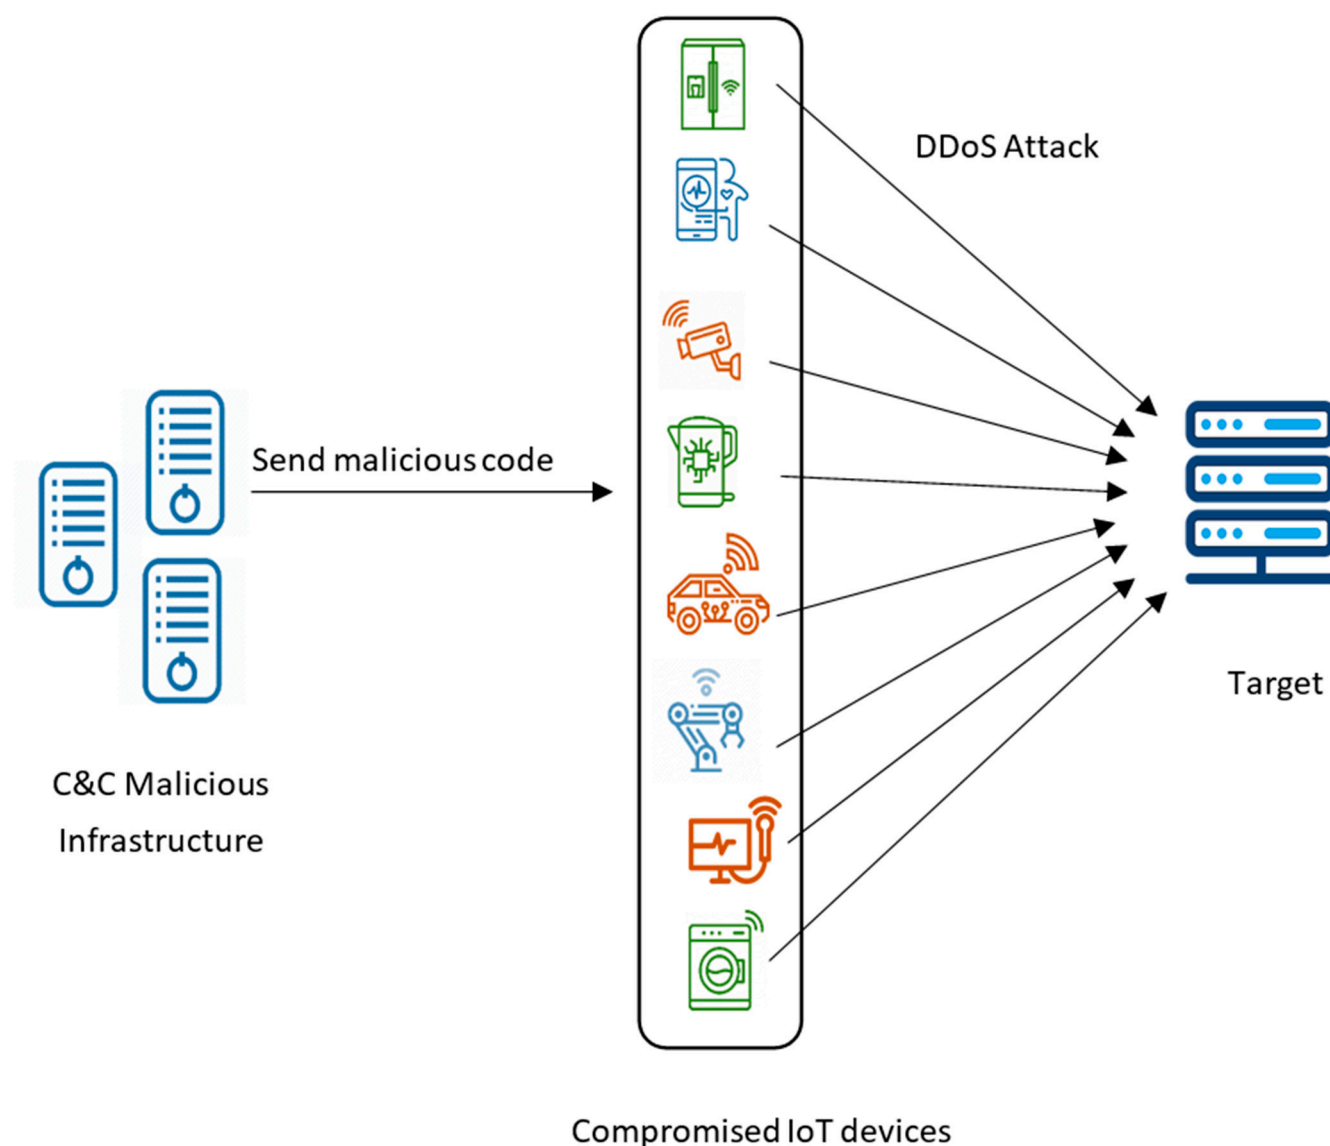 DDoS Attack
Send malicious code
Target
C&C Malicious
Infrastructure
Compromised IoT devices